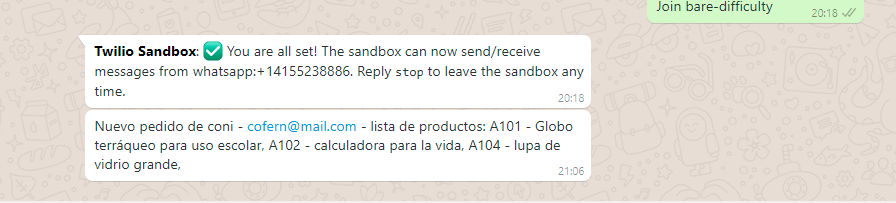 Join bare-difficulty
20:18
Twilio Sandbox: ✅ You are all set! The sandbox can now send/receive
messages from whatsapp:+14155238886. Reply stop to leave the sandbox any
time.
20:18
Nuevo pedido de coni - cofern@mail.com - lista de productos: A101 - Globo
terráqueo para uso escolar, A102 - calculadora para la vida, A104 - lupa de
vidrio grande,
21:06